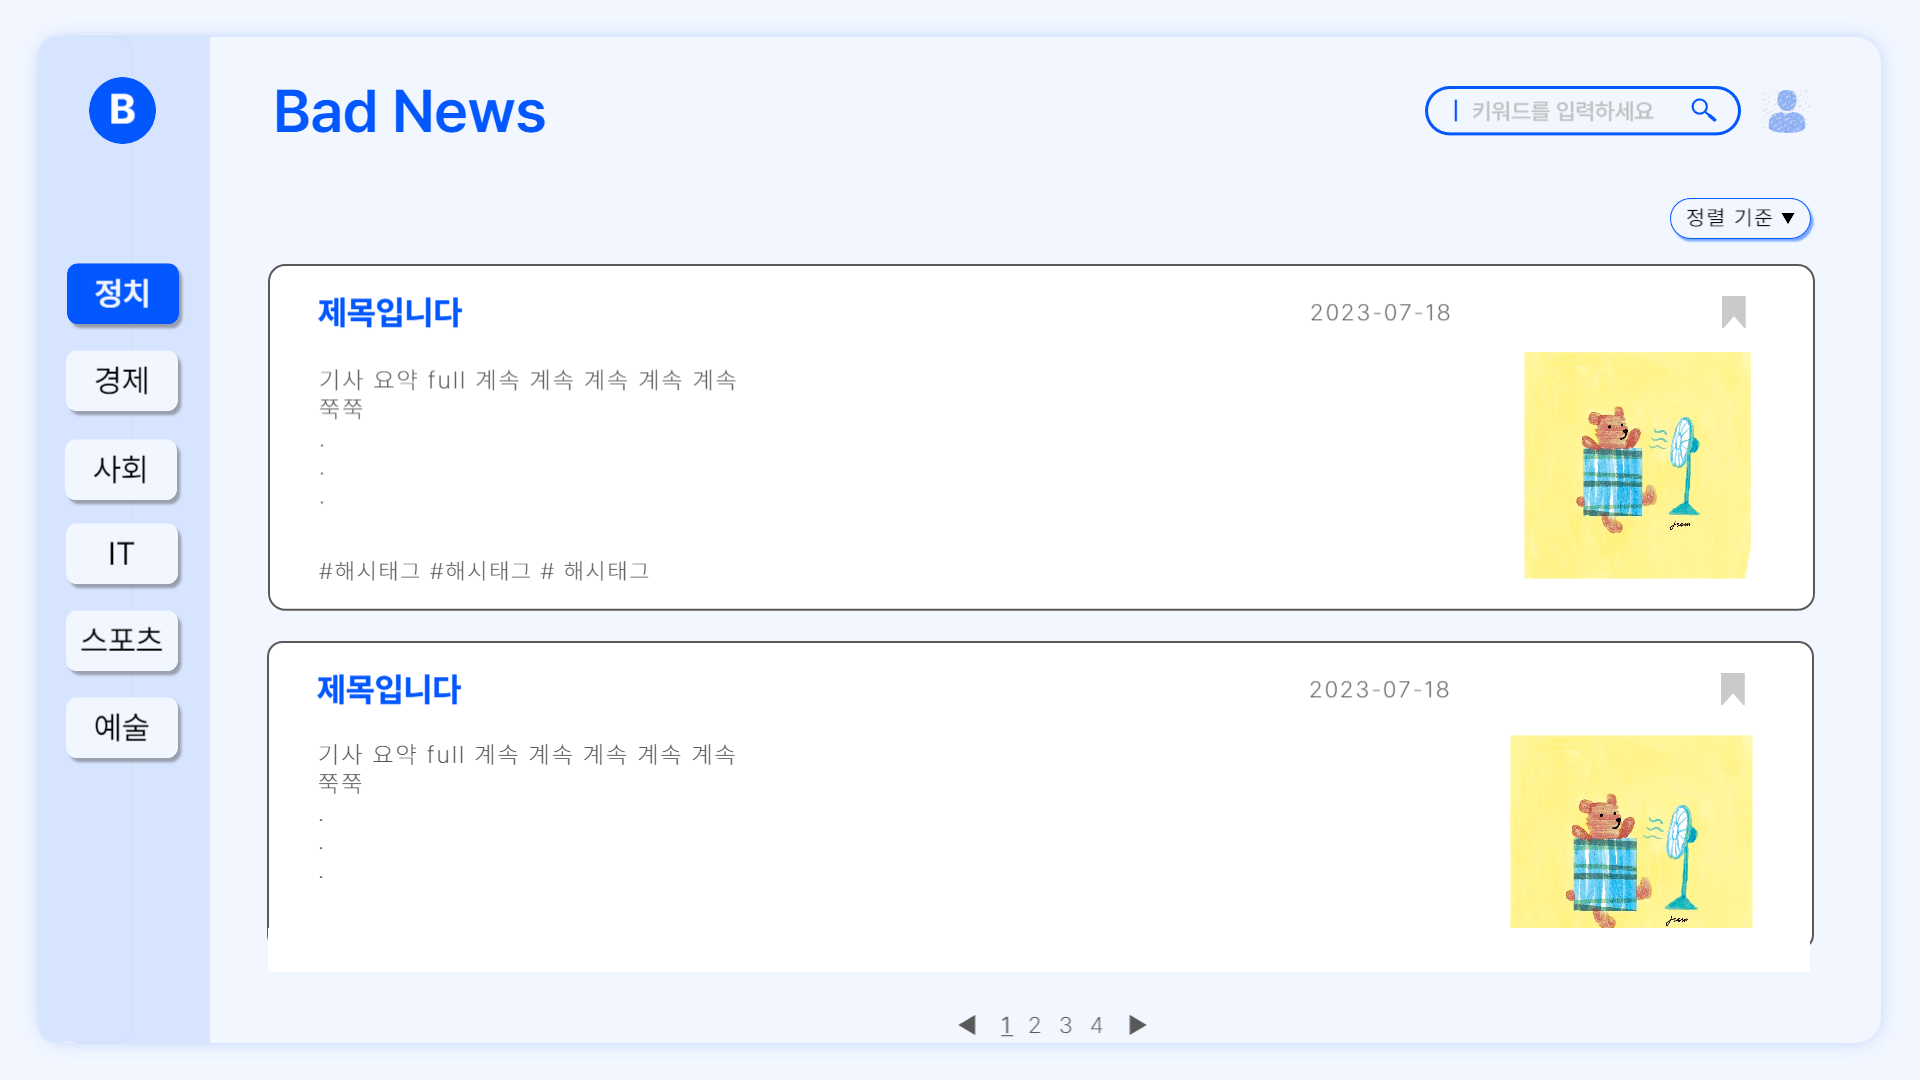 B
Bad News
키워드를 입력하세요
정렬 기준 ▼
정치
경제
사회
IT
스포츠
예술
제목입니다
2023-07-18
기사 요약 full 계속 계속 계속 계속 계속
쭉쭉
.
.
.
#해시태그 #해시태그 # 해시태그
제목입니다
2023-07-18
기사 요약 full 계속 계속 계속 계속 계속
쭉쭉
.
.
.
◀ 1 2 3 4 ▶